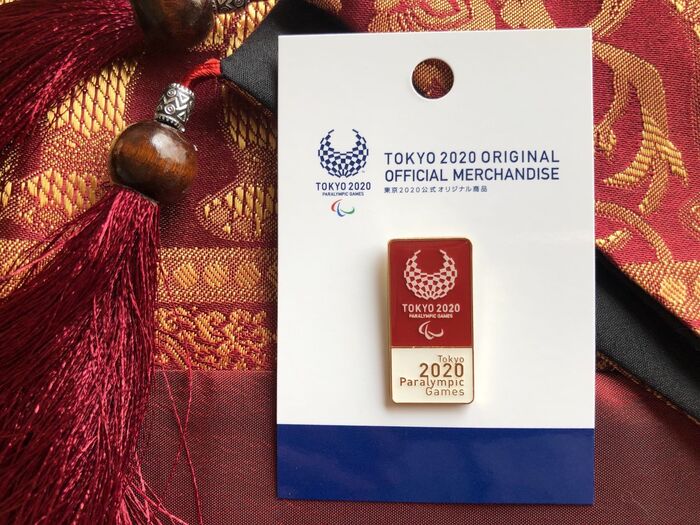 TOKYO 2020
PARALYMPIC GAMES
TOKYO 2020 ORIGINAL
OFFICIAL MERCHANDISE
東京2020公式オリジナル商品
TOKYO 2020
PARALYMPIC GAMES
Tokyo
2020
Paralympic
Games